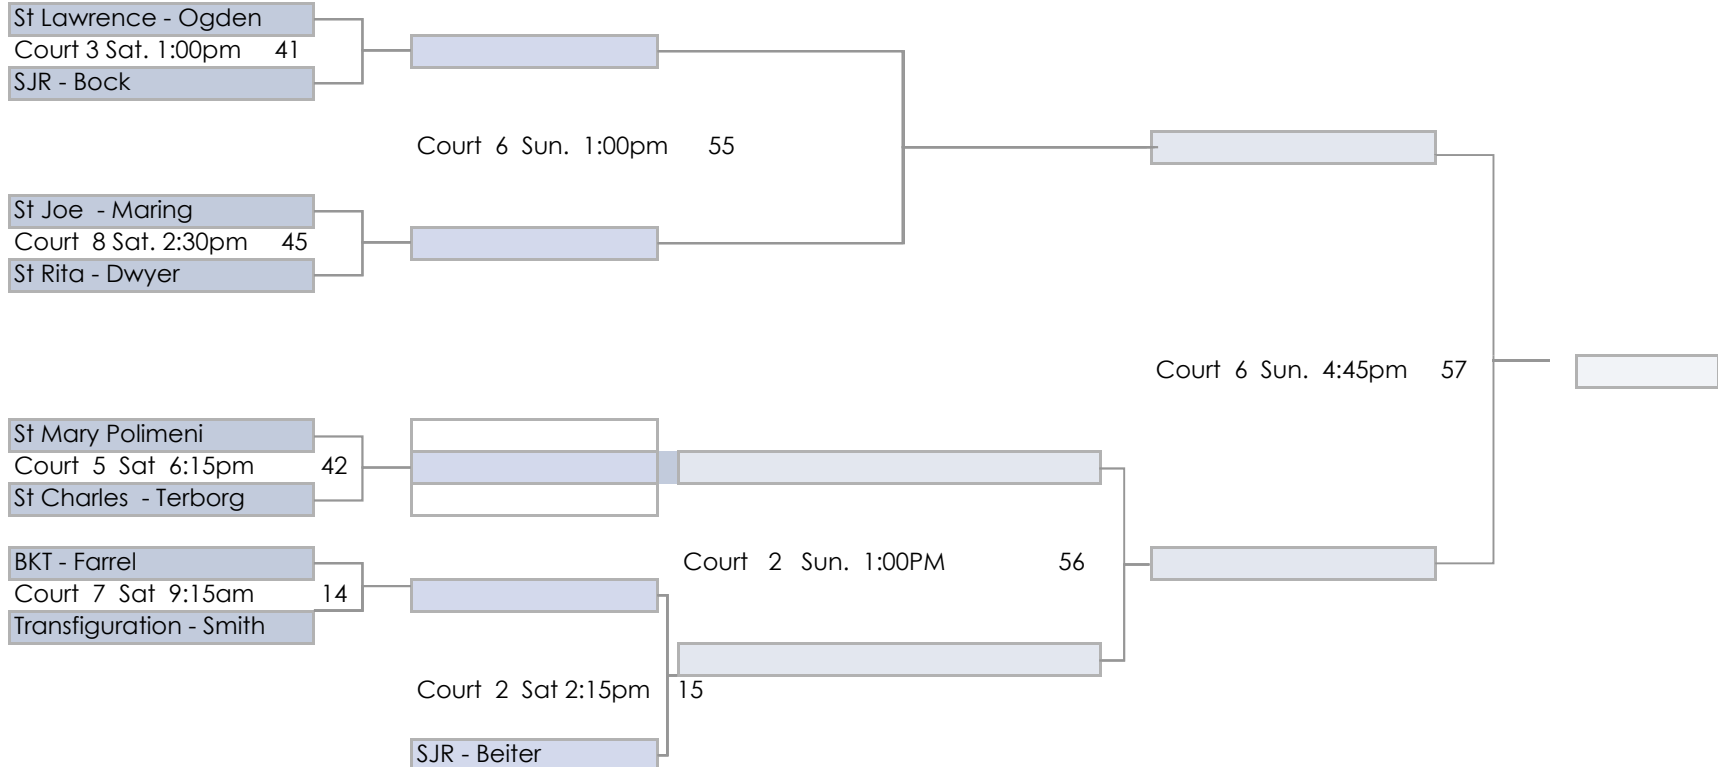 St Lawrence - Ogden
Court 3 Sat. 1:00pm 41
SJR - Bock
Court 6 Sun. 1:00pm 55
St Joe - Maring
Court 8 Sat. 2:30pm 45
St Rita - Dwyer
Court 6 Sun. 4:45pm 57
St Mary Polimeni
Court 5 Sat 6:15pm 42
St Charles - Terborg
BKT - Farrel
Court 2 Sun. 1:00PM 56
Court 7 Sat 9:15am 14
Transfiguration - Smith
Court 2 Sat 2:15pm 15
SJR - Beiter